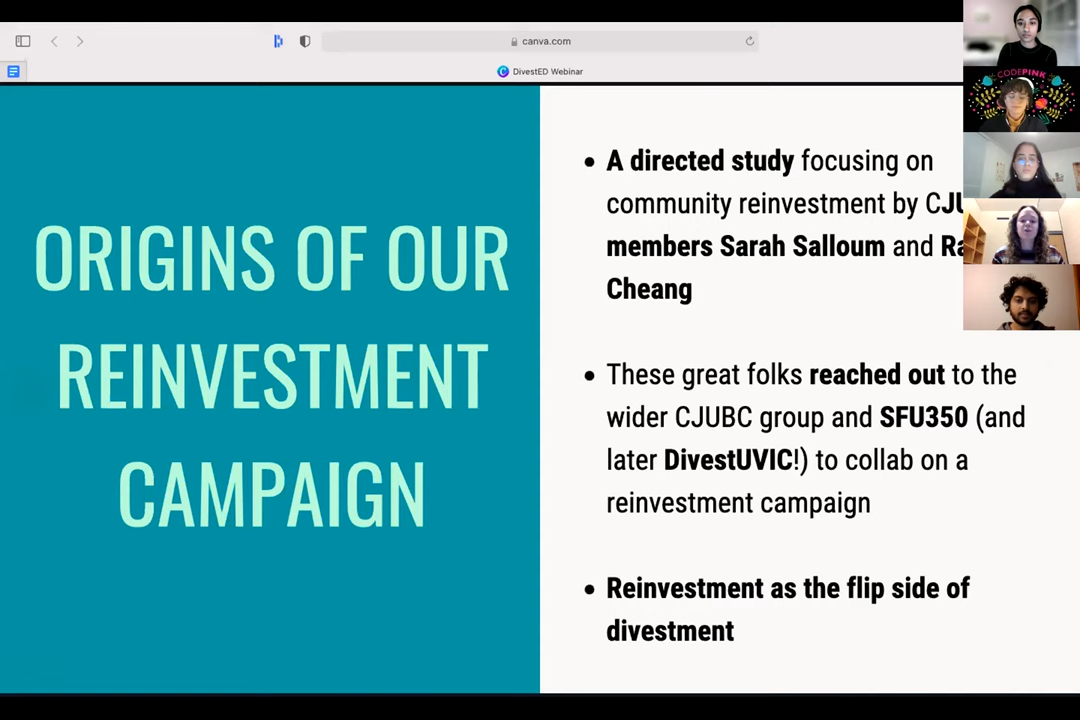 canva.com
DivestED Webinar
CODEPINK
ORIGINS OF OUR
REINVESTMENT
CAMPAIGN
• A directed study focusing on
community reinvestment by CJU
members Sarah Salloum and Ra
Cheang
• These great folks reached out to the
wider CJUBC group and SFU350 (and
later DivestUVIC!) to collab on a
reinvestment campaign
• Reinvestment as the flip side of
divestment